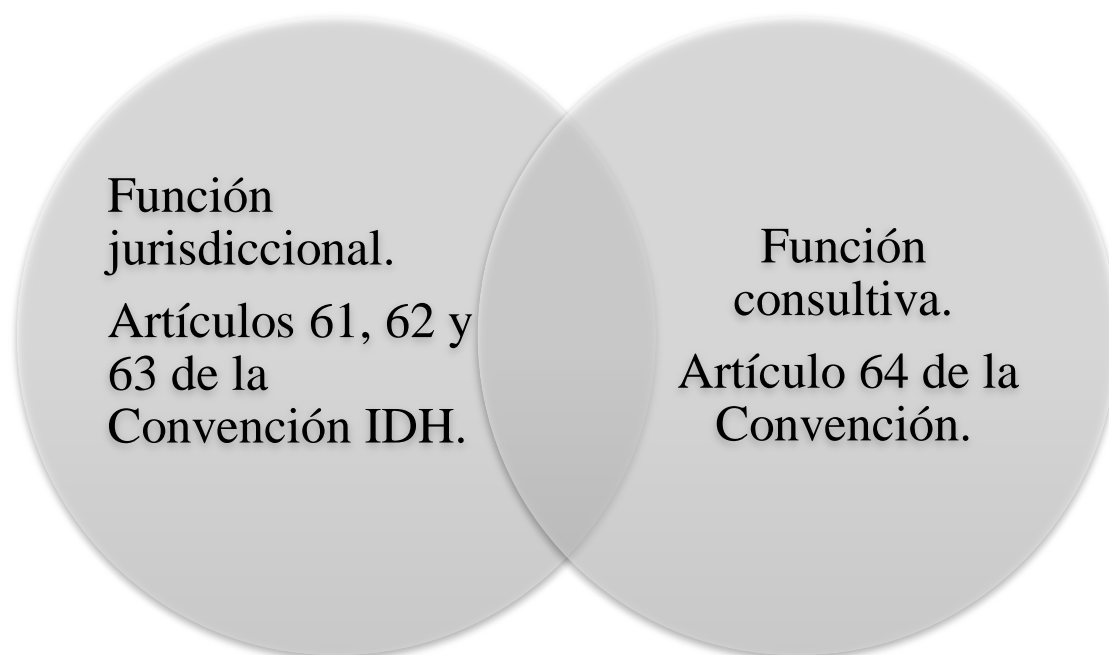 Función
jurisdiccional.
Artículos 61, 62 y
63 de la
Convención IDH.
Función
consultiva.
Artículo 64 de la
Convención.